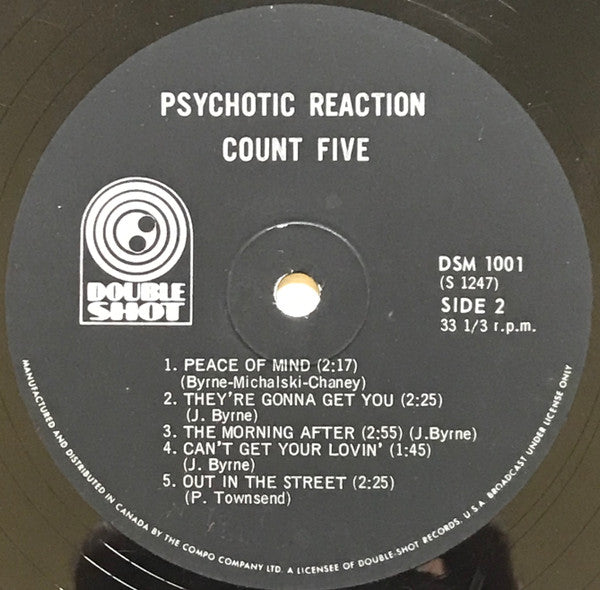 PSYCHOTIC REACTION
COUNT FIVE
DOUBLE
SHOT
DSM 1001
(S 1247)
SIDE 2
33 1/3 r.p.m.
1. PEACE OF MIND (2:17)
(Byrne-Michalski-Chaney)
2. THEY'RE GONNA GET YOU (2:25)
(J. Byrne)
3. THE MORNING AFTER (2:55) (J.Byrne)
4. CAN'T GET YOUR LOVIN' (1:45)
(J. Byrne)
5. OUT IN THE STREET (2:25)
(P. Townsend)
MANUFACTURED AND DISTRIBUTED IN CANADA BY THE COMPO COMPANY LTD. A LICENSEE OF DOUBLE-SHOT RECORDS, U.S.A. BROADCAST UNDER LICENSE ONLY